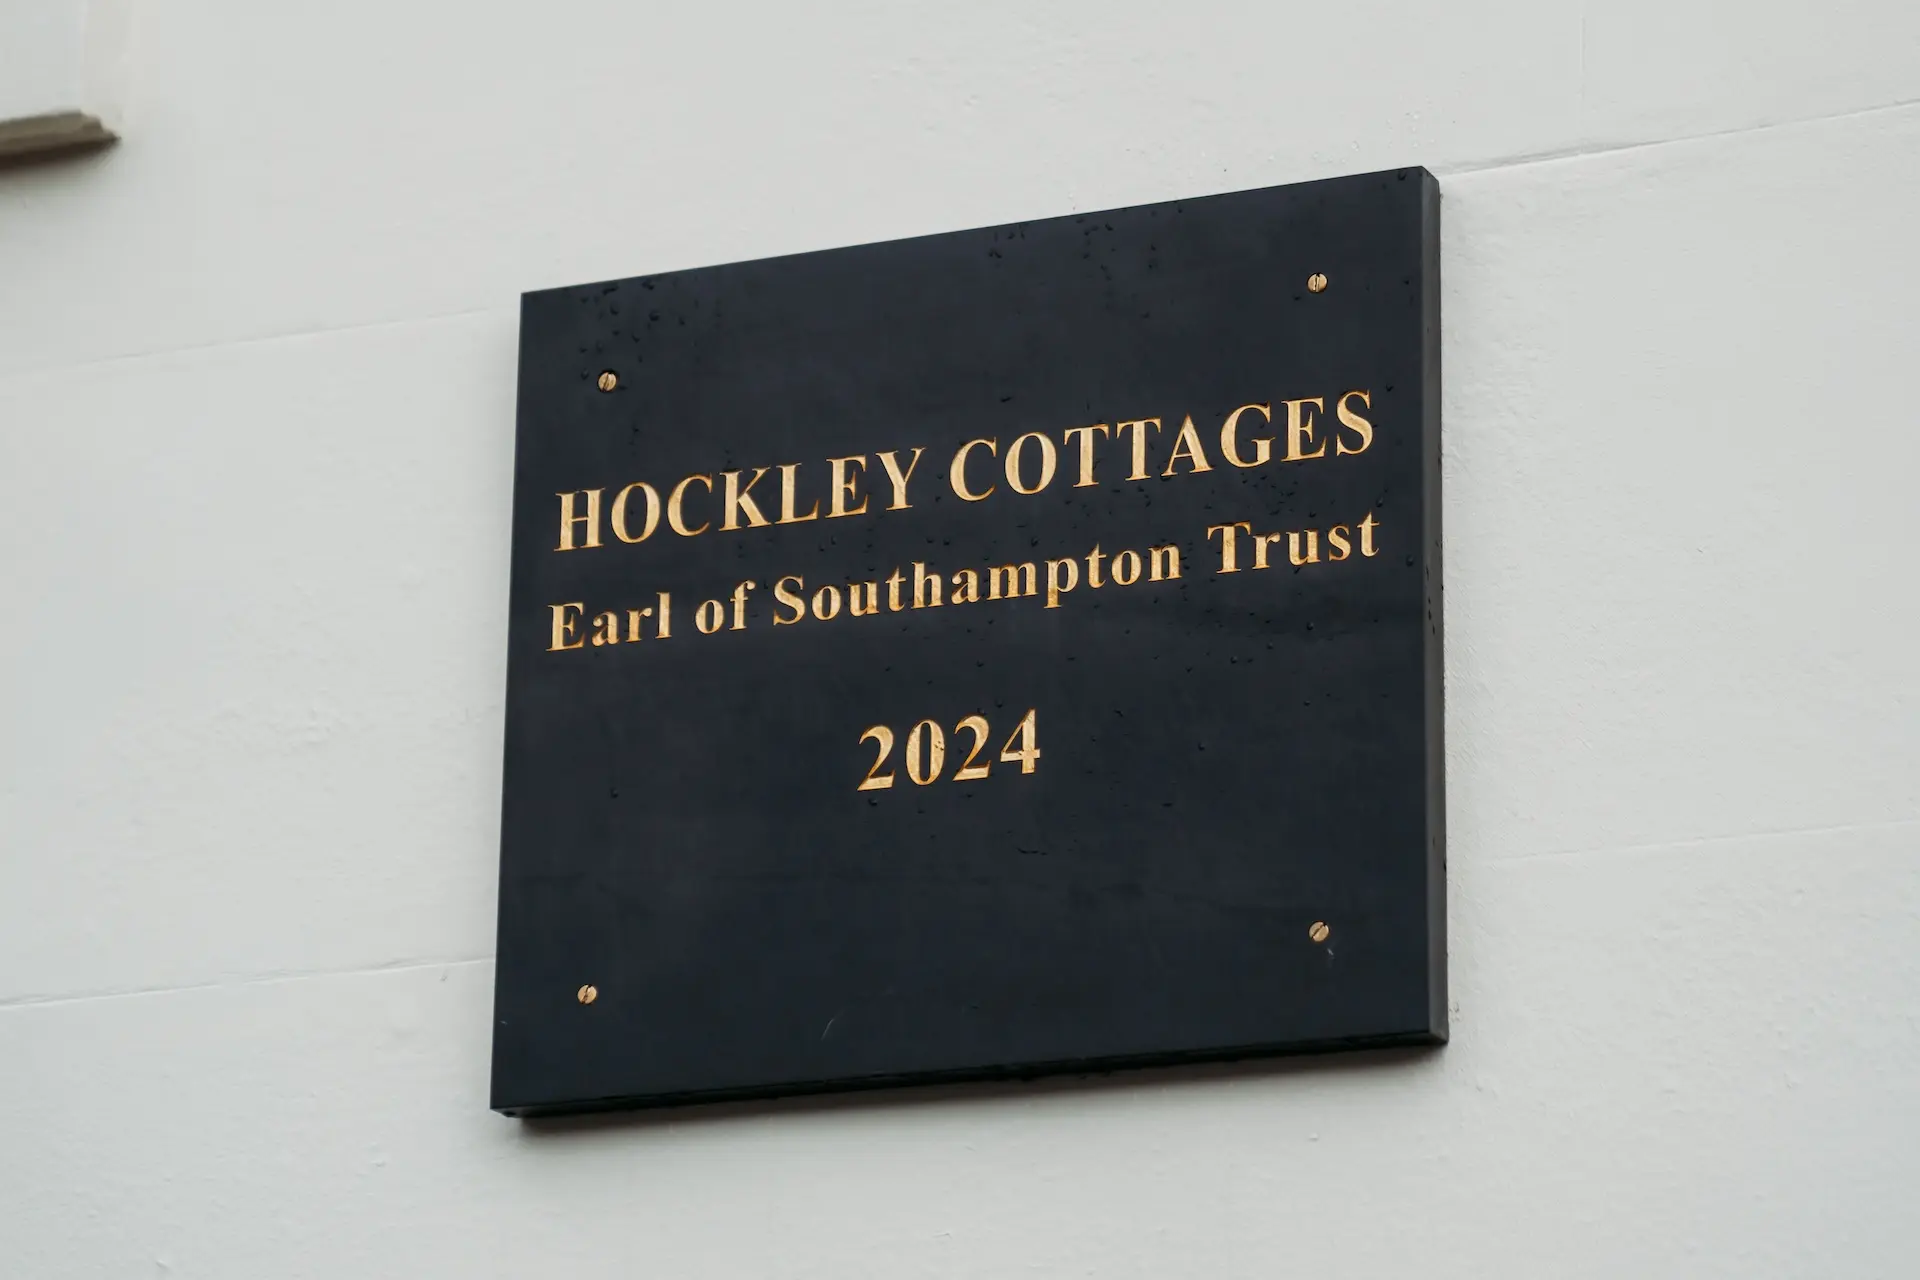 HOCKLEY COTTAGES
Earl of Southampton Trust
2024